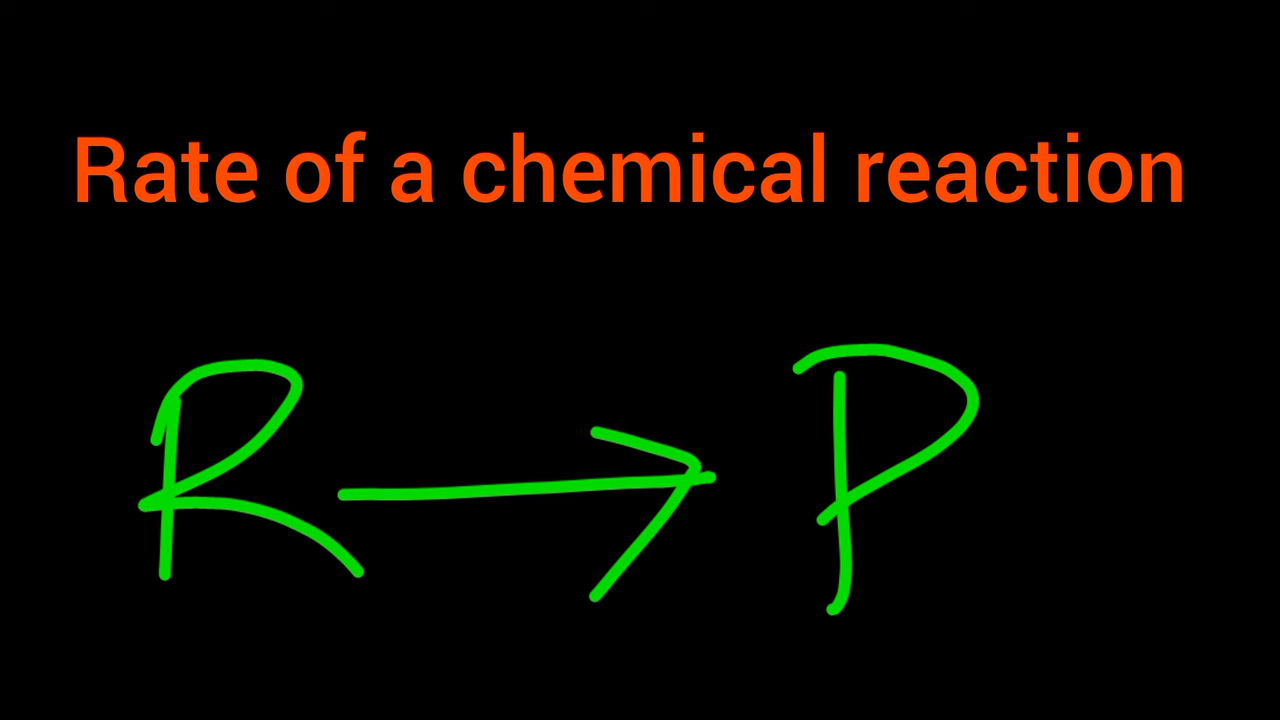 Rate of a chemical reaction
R → P